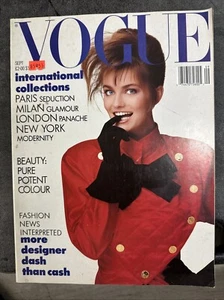 VOGUE
SEPT
international
collections
PARIS SEDUCTION
MILAN GLAMOUR
LONDON PANACHE
NEW YORK
MODERNITY
BEAUTY:
PURE
POTENT
COLOUR
FASHION
NEWS
INTERPRETED
more
designer
dash
than cash